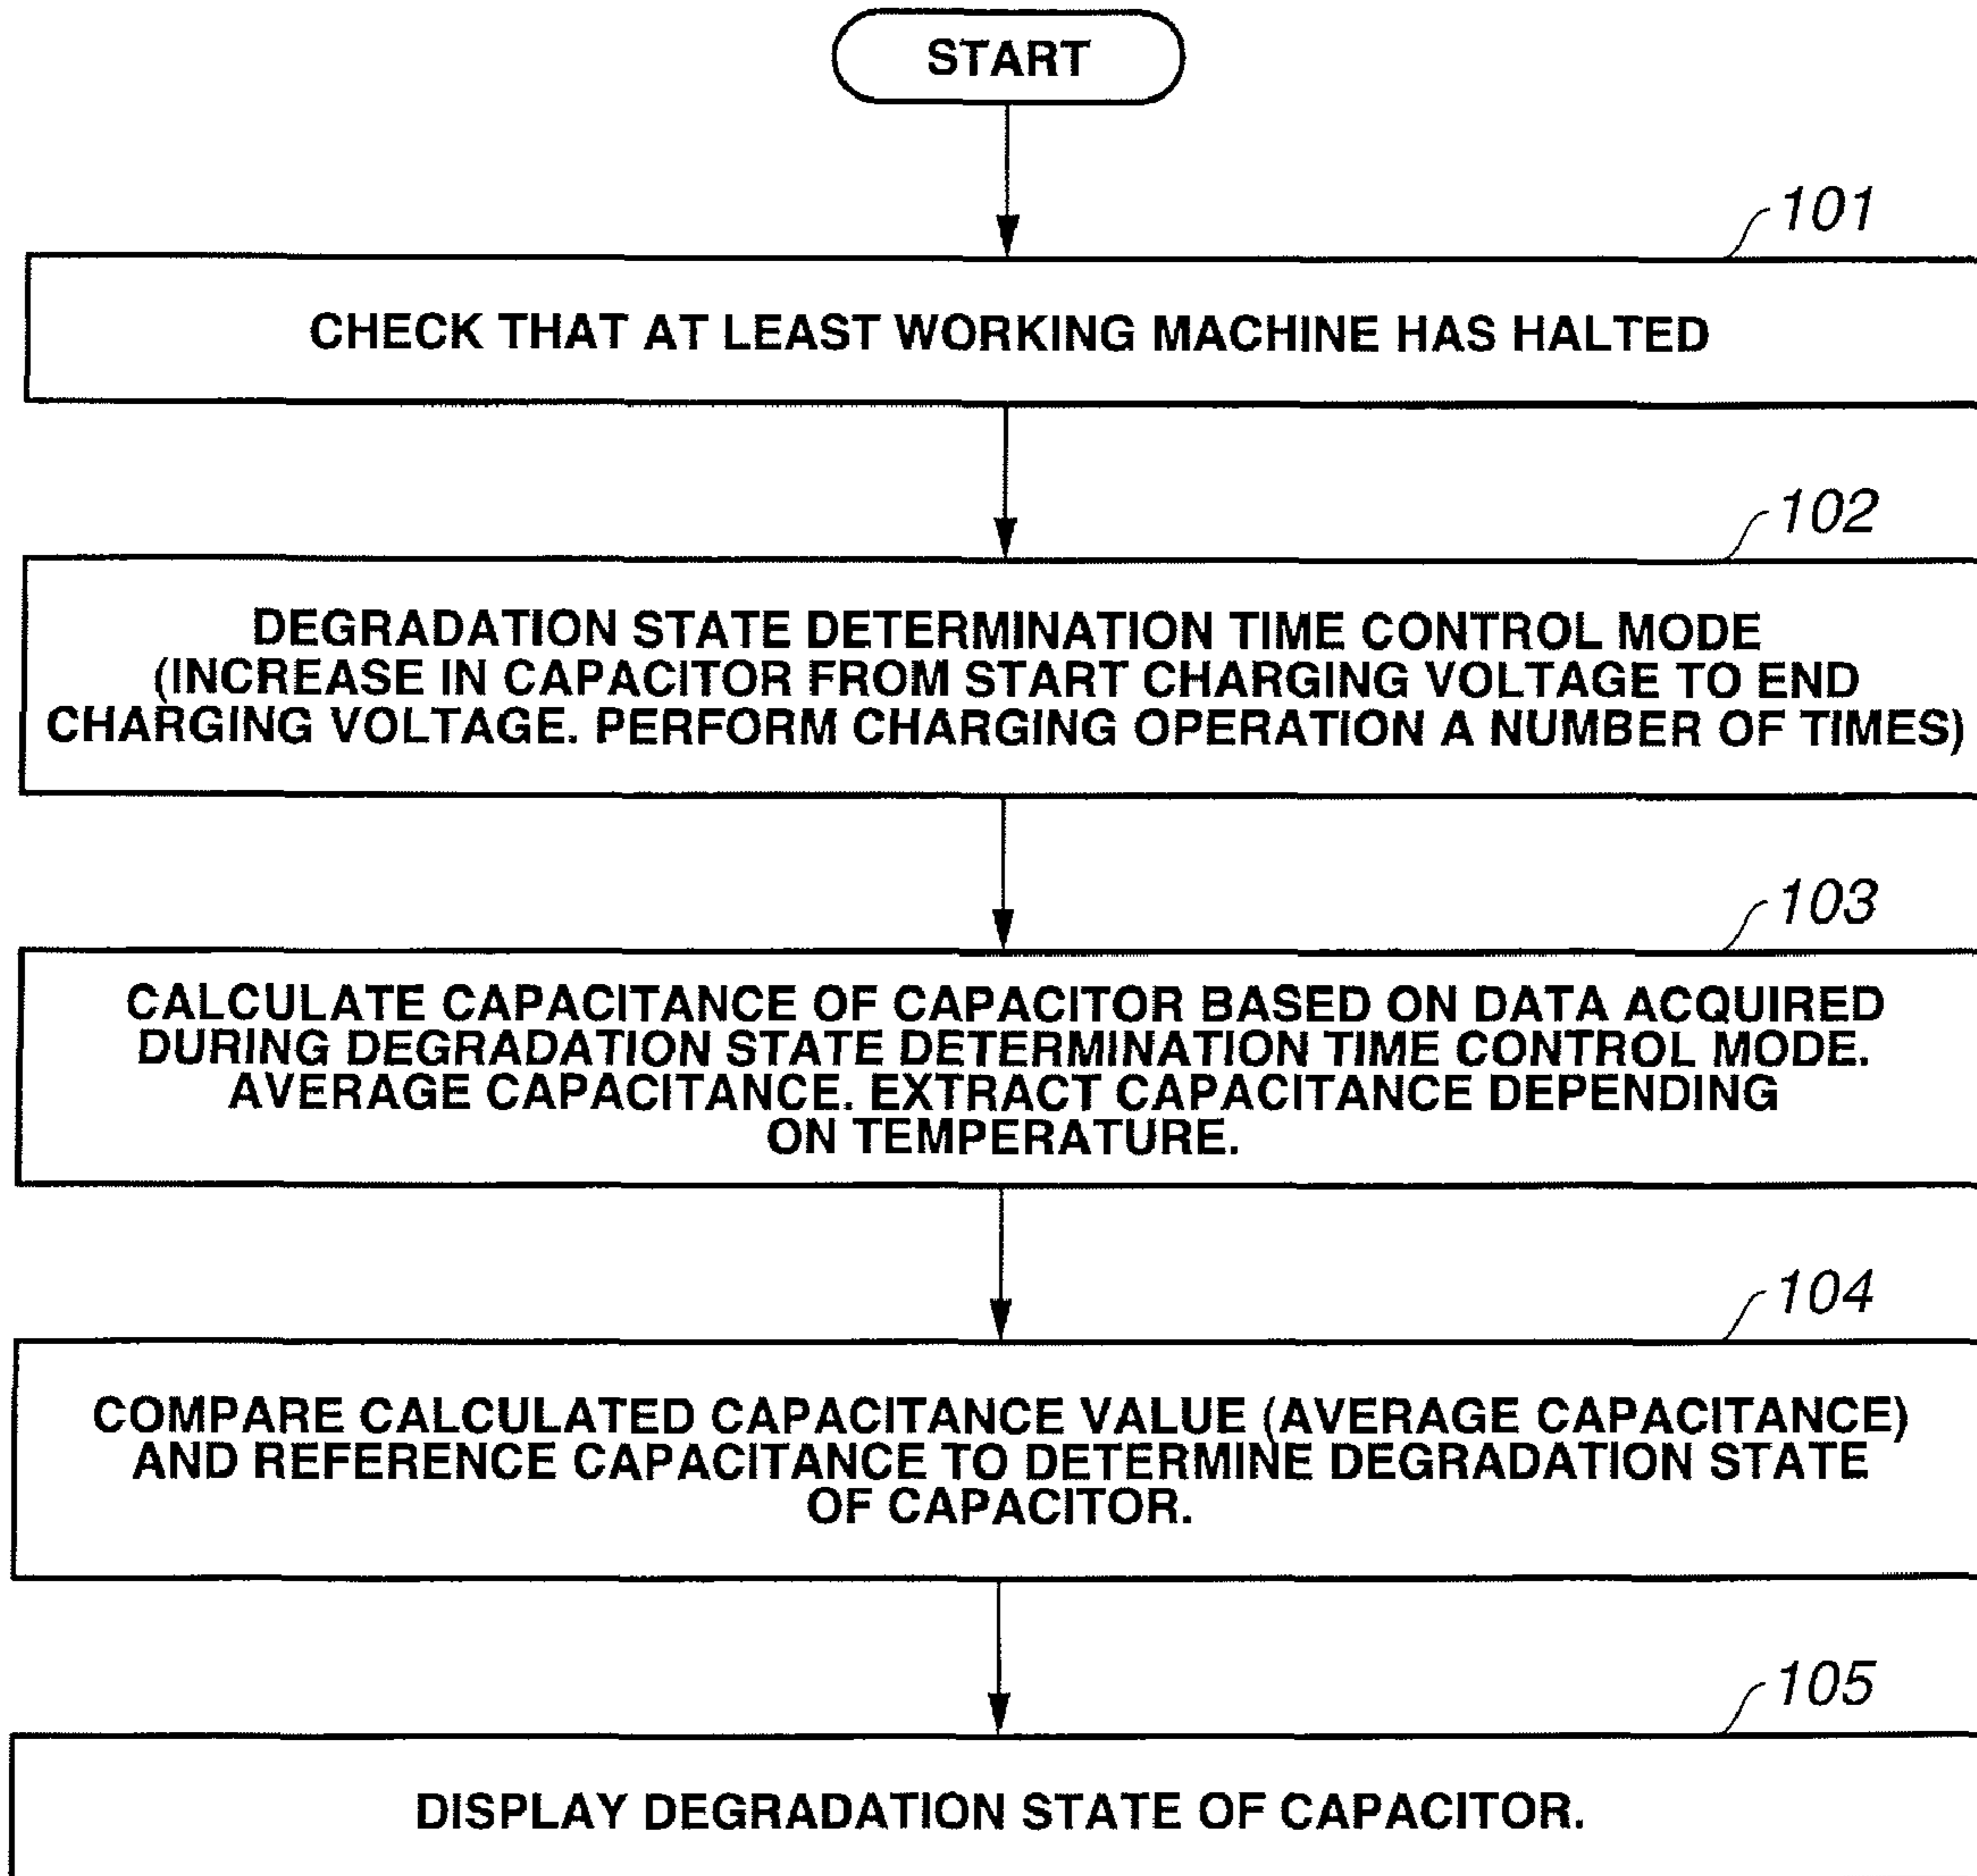 START
101
CHECK THAT AT LEAST WORKING MACHINE HAS HALTED
102
DEGRADATION STATE DETERMINATION TIME CONTROL MODE
(INCREASE IN CAPACITOR FROM START CHARGING VOLTAGE TO END
CHARGING VOLTAGE. PERFORM CHARGING OPERATION A NUMBER OF TIMES)
103
CALCULATE CAPACITANCE OF CAPACITOR BASED ON DATA ACQUIRED
DURING DEGRADATION STATE DETERMINATION TIME CONTROL MODE.
AVERAGE CAPACITANCE. EXTRACT CAPACITANCE DEPENDING
ON TEMPERATURE.
104
COMPARE CALCULATED CAPACITANCE VALUE (AVERAGE CAPACITANCE)
AND REFERENCE CAPACITANCE TO DETERMINE DEGRADATION STATE
OF CAPACITOR.
105
DISPLAY DEGRADATION STATE OF CAPACITOR.